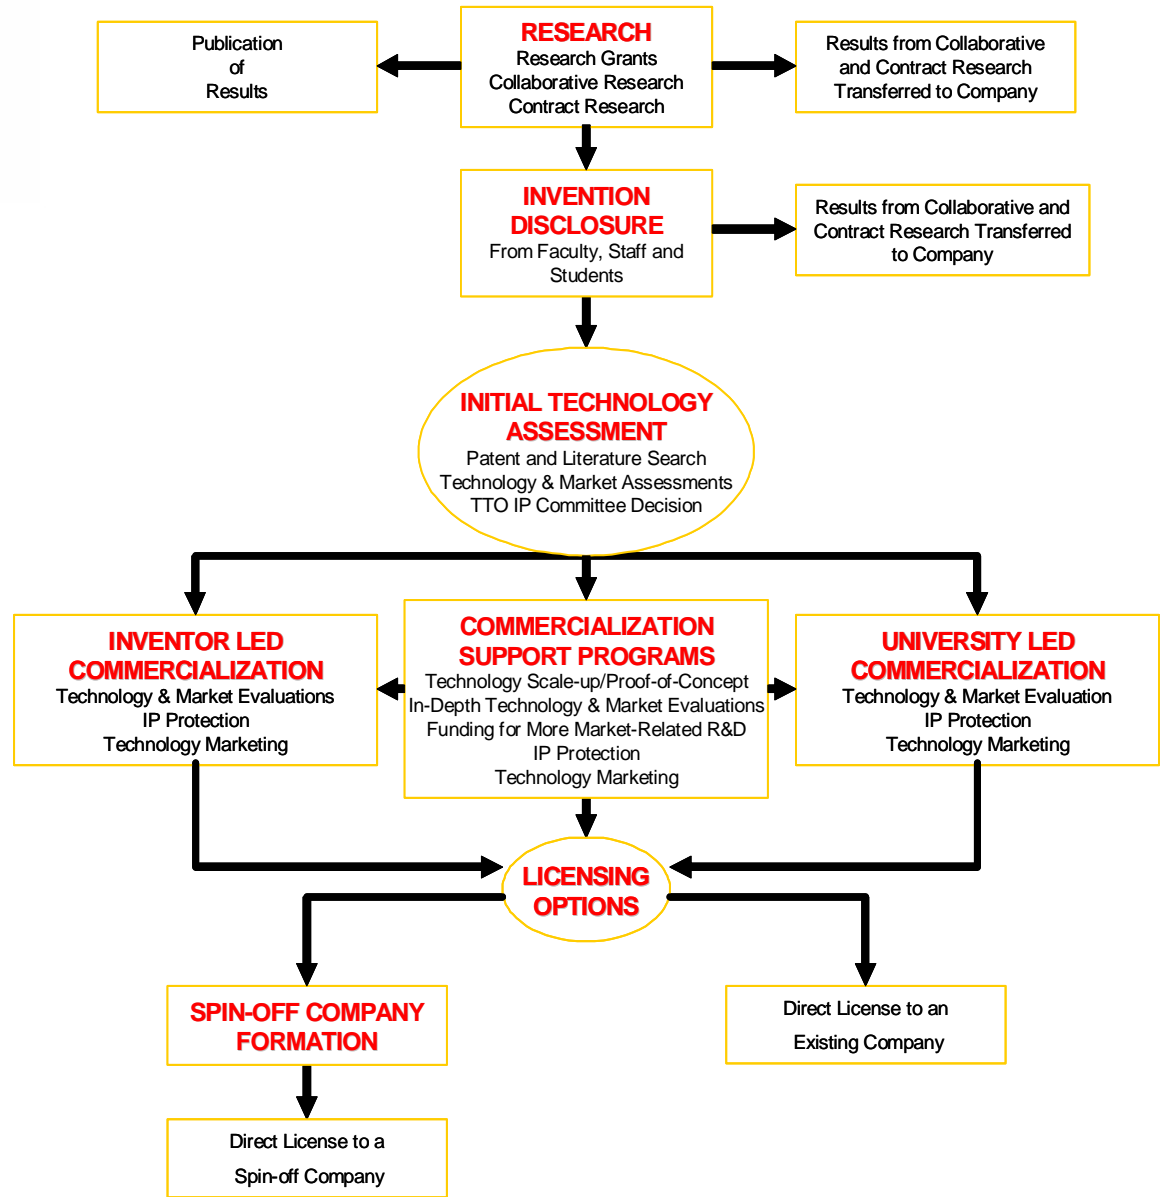 Publication
of
Results
RESEARCH
Research Grants
Collaborative Research
Contract Research
Results from Collaborative
and Contract Research
Transferred to Company
INVENTION
DISCLOSURE
From Faculty, Staff and
Students
Results from Collaborative and
Contract Research Transferred
to Company
INITIAL TECHNOLOGY
ASSESSMENT
Patent and Literature Search
Technology & Market Assessments
TTO IP Committee Decision
INVENTOR LED
COMMERCIALIZATION
Technology & Market Evaluations
IP Protection
Technology Marketing
COMMERCIALIZATION
SUPPORT PROGRAMS
Technology Scale-up/Proof-of-Concept
In-Depth Technology & Market Evaluations
Funding for More Market-Related R&D
IP Protection
Technology Marketing
UNIVERSITY LED
COMMERCIALIZATION
Technology & Market Evaluation
IP Protection
Technology Marketing
LICENSING
OPTIONS
SPIN-OFF COMPANY
FORMATION
Direct License to an
Existing Company
Direct License to a
Spin-off Company